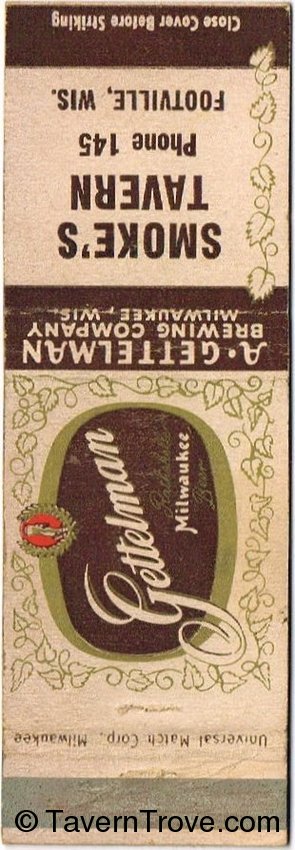 Close Cover Before Striking
SMOKE'S
TAVERN
Phone 145
FOOTVILLE, WIS.
A·GETTELMAN
BREWING COMPANY
MILWAUKEE, WIS.
Gettelman
Milwaukee
Beer
Universal Match Corp., Milwaukee
© TavernTrove.com